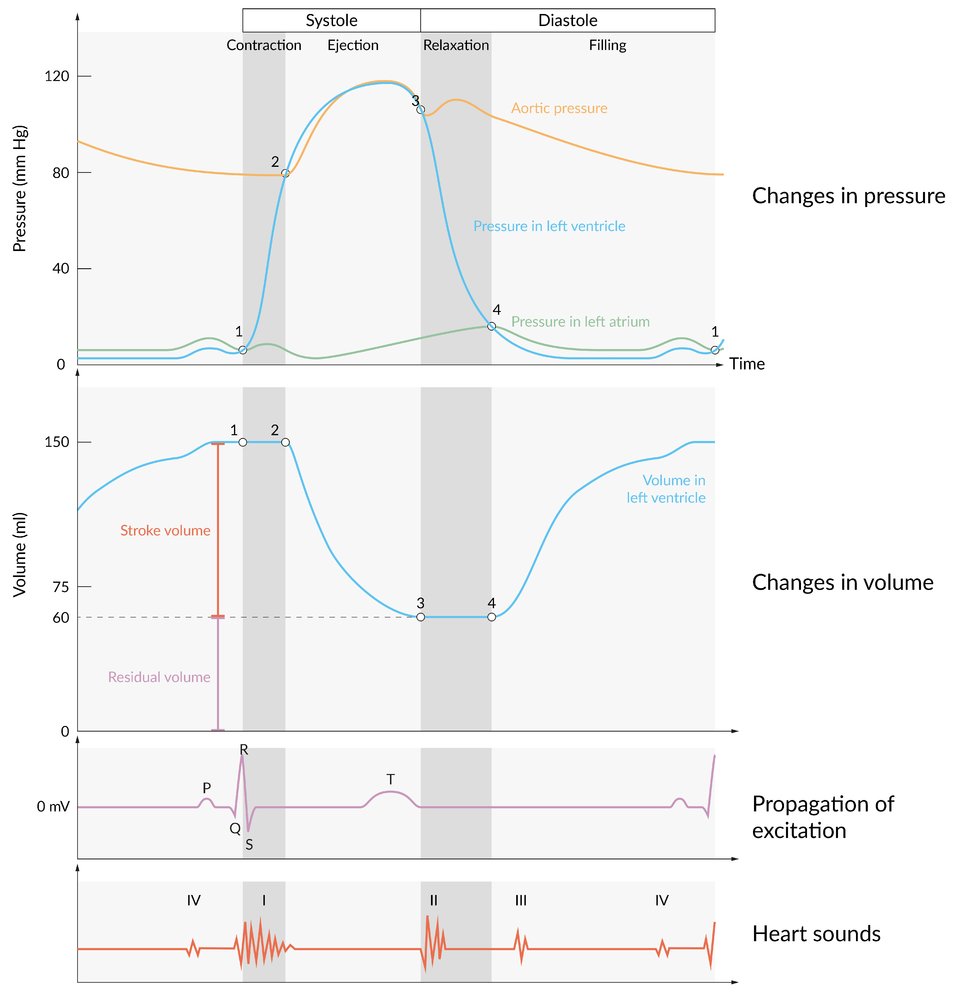 Systole
Diastole
Contraction
Ejection
Relaxation
Filling
Pressure (mm Hg)
120
80
40
0
1
2
3
4
1
Aortic pressure
Pressure in left ventricle
Pressure in left atrium
Time
Changes in pressure
Volume (ml)
150
75
60
0
1
2
3
4
Stroke volume
Residual volume
Volume in
left ventricle
Changes in volume
0 mV
P
Q
R
S
T
Propagation of
excitation
IV
I
II
III
IV
Heart sounds